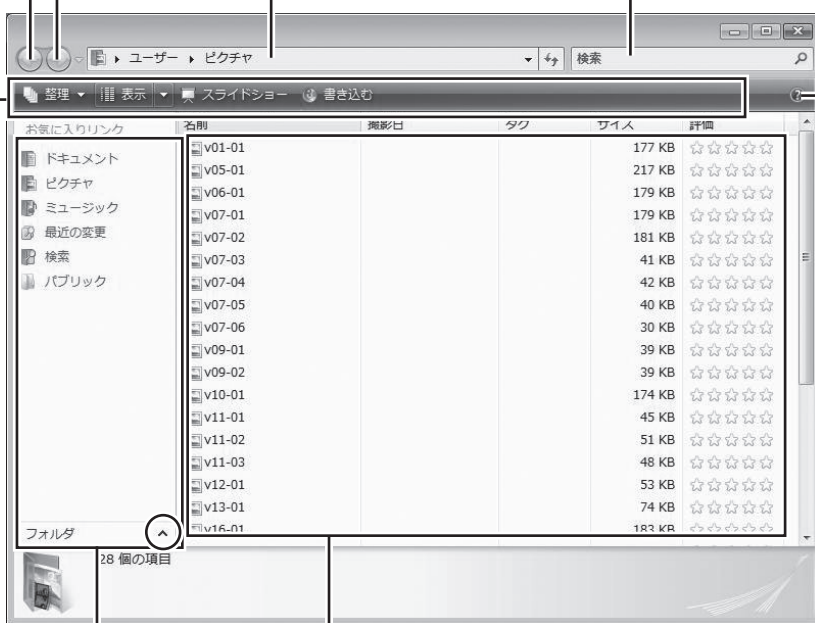 ユーザー ピクチャ 検索
整理 表示 スライドショー 書き込む
お気に入りリンク
ドキュメント
ピクチャ
ミュージック
最近の変更
検索
パブリック
フォルダ
名前 撮影日 タグ サイズ 評価
v01-01 177 KB
v05-01 217 KB
v06-01 179 KB
v07-01 179 KB
v07-02 181 KB
v07-03 41 KB
v07-04 42 KB
v07-05 40 KB
v07-06 30 KB
v09-01 39 KB
v09-02 39 KB
v10-01 174 KB
v11-01 45 KB
v11-02 51 KB
v11-03 48 KB
v12-01 53 KB
v13-01 74 KB
v16-01 183 KB
28 個の項目